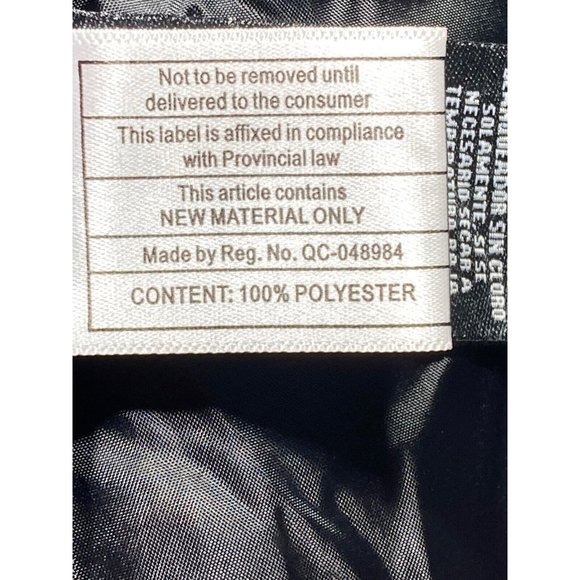 Not to be removed until
delivered to the consumer
This label is affixed in compliance
with Provincial law
This article contains
NEW MATERIAL ONLY
Made by Reg. No. QC-048984
CONTENT: 100% POLYESTER
SIN CLORO
SOLAMENTE SI SE
NECESARIO SECAR A